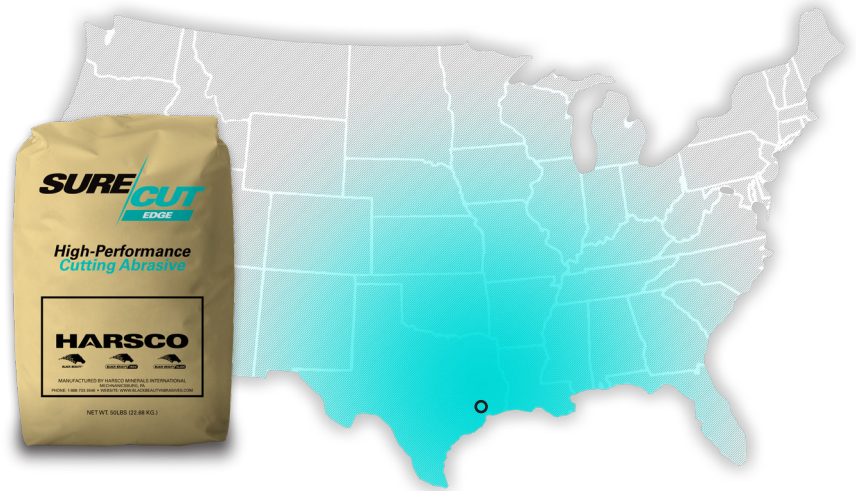 SURE CUT
EDGE
High-Performance
Cutting Abrasive
HARSCO
MANUFACTURED BY HARSCO MINERALS INTERNATIONAL
MECHANICSBURG, PA
NET WT. 50LBS (22.68 KG.)